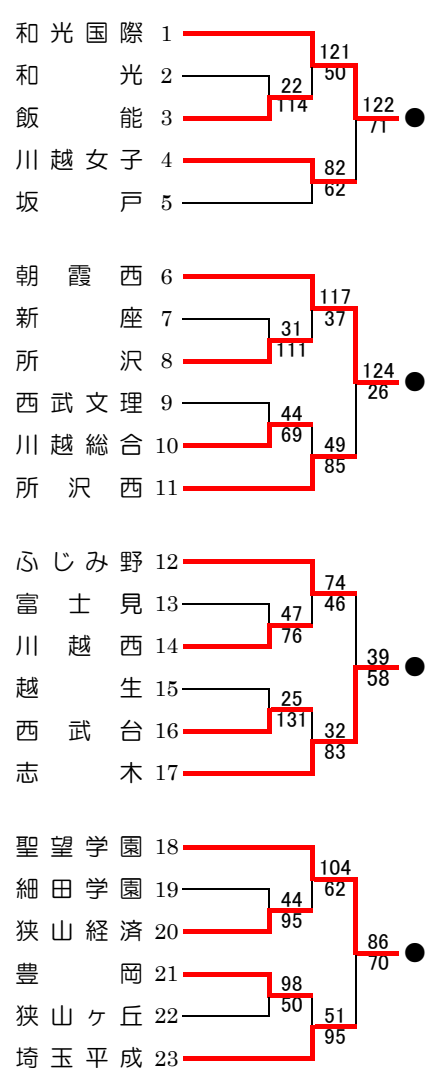 和光国際 1
121
50
和光 2
22
114
飯能 3
122
71
川越女子 4
82
62
坂戸 5
朝霞西 6
117
37
新座 7
31
111
所沢 8
124
26
西武文理 9
44
69
川越総合 10
49
85
所沢西 11
ふじみ野 12
74
46
富士見 13
47
76
川越西 14
39
58
越生 15
25
131
西武台 16
32
83
志木 17
聖望学園 18
104
62
細田学園 19
44
95
狭山経済 20
86
70
豊岡 21
98
50
狭山ヶ丘 22
51
95
埼玉平成 23